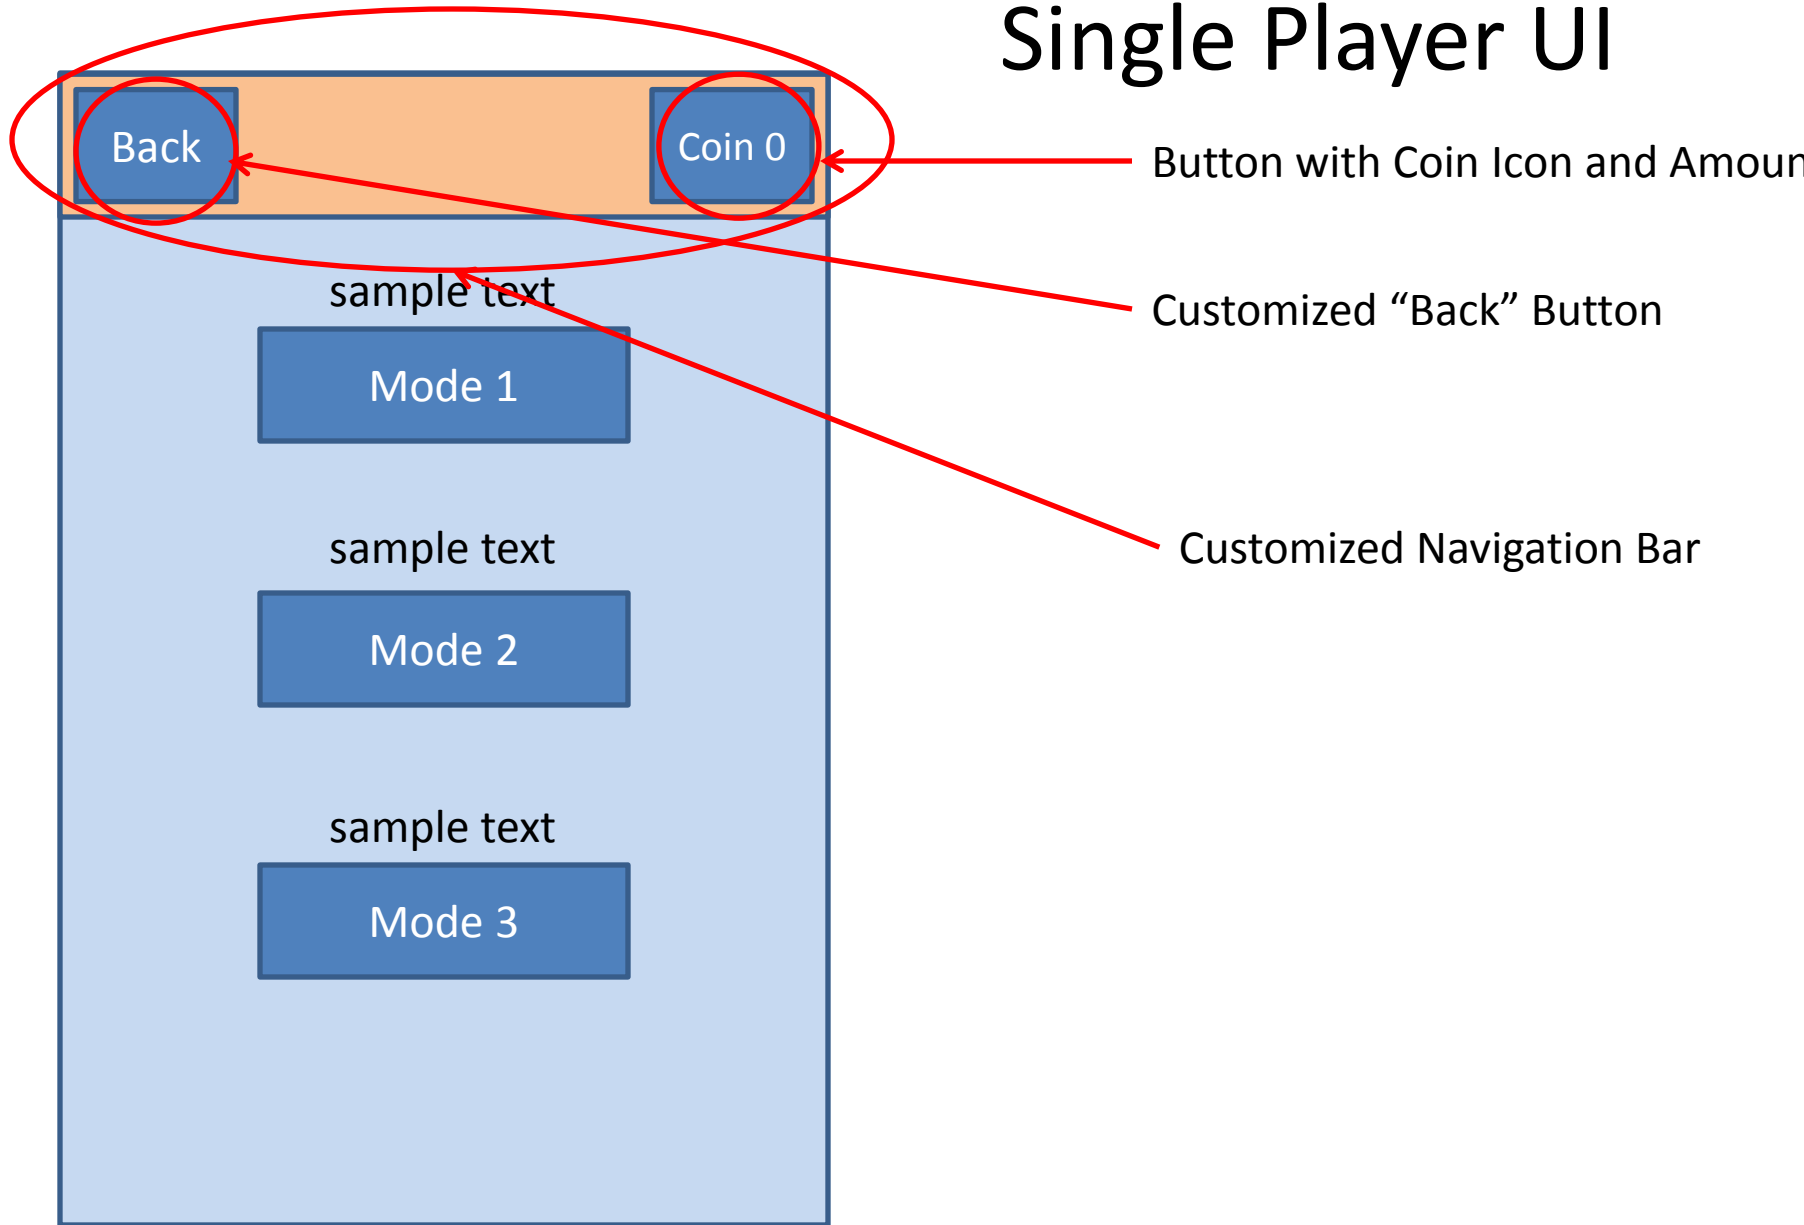 Single Player UI
Back
Coin 0
Button with Coin Icon and
Customized “Back” Button
Customized Navigation Bar
sample text
Mode 1
sample text
Mode 2
sample text
Mode 3